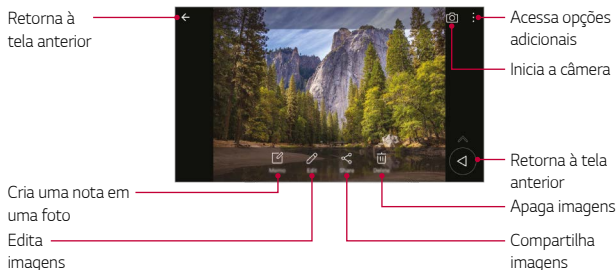 Retorna à
tela anterior
Acessa opções
adicionais
Inicia a câmera
Memo
Edit
Share
Delete
Retorna à tela
anterior
Cria uma nota em
uma foto
Apaga imagens
Edita
imagens
Compartilha
imagens